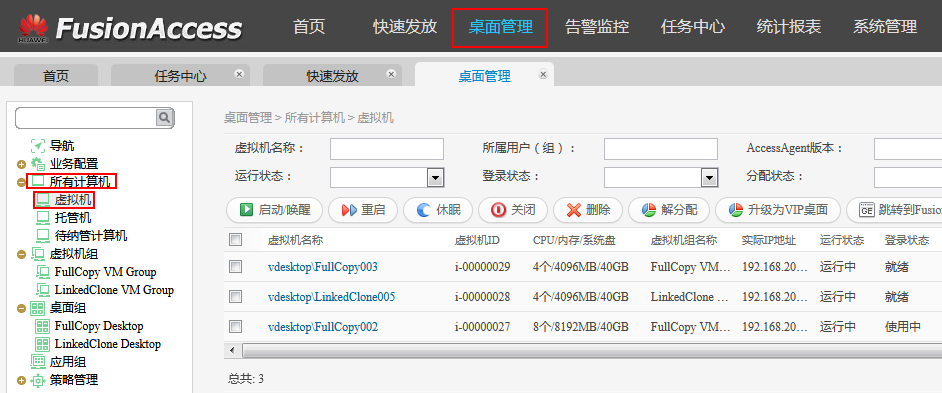 HUAWEI FusionAccess 首页 快速发放 桌面管理 告警监控 任务中心 统计报表 系统管理
首页 任务中心 快速发放 桌面管理
导航
业务配置
所有计算机
虚拟机
托管机
待纳管计算机
虚拟机组
FullCopy VM Group
LinkedClone VM Group
桌面组
FullCopy Desktop
LinkedClone Desktop
应用组
策略管理
桌面管理 > 所有计算机 > 虚拟机
虚拟机名称： 所属用户（组）： AccessAgent版本：
运行状态： 登录状态： 分配状态：
启动/唤醒 重启 休眠 关闭 删除 解分配 升级为VIP桌面 GE 跳转到Fusion
虚拟机名称 虚拟机ID CPU/内存/系统盘 虚拟机组名称 实际IP地址 运行状态 登录状态
vdesktop\FullCopy003 i-00000029 4个/4096MB/40GB FullCopy VM... 192.168.20... 运行中 就绪
vdesktop\LinkedClone005 i-00000028 4个/4096MB/40GB LinkedClone ... 192.168.20... 运行中 就绪
vdesktop\FullCopy002 i-00000027 8个/8192MB/40GB FullCopy VM... 192.168.20... 运行中 使用中
总共: 3